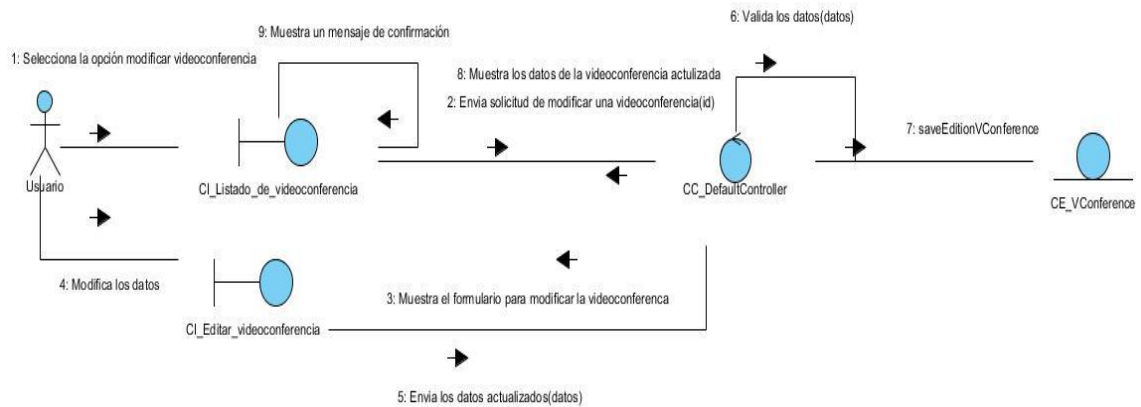 6: Valida los datos(datos)
9: Muestra un mensaje de confirmación
1: Selecciona la opción modificar videoconferencia
8: Muestra los datos de la videoconferencia actulizada
2: Envia solicitud de modificar una videoconferencia(id)
7: saveEditionVConference
Usuario
CI_Listado_de_videoconferencia
CC_DefaultController
CE_VConference
4: Modifica los datos
3: Muestra el formulario para modificar la videoconferenca
CI_Editar_videoconferencia
5: Envia los datos actualizados(datos)